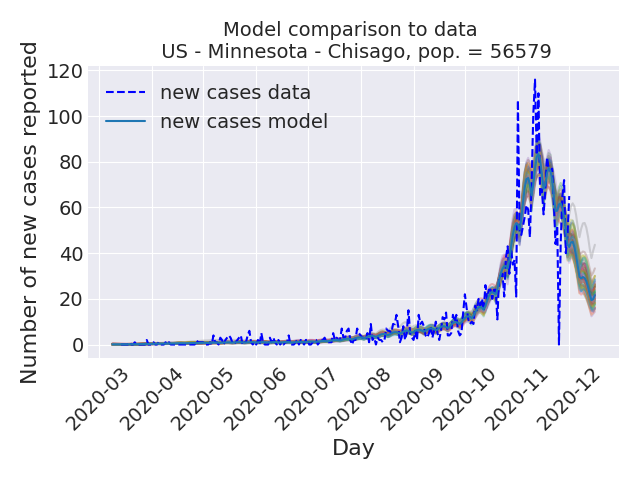 Model comparison to data
US - Minnesota - Chisago, pop. = 56579
Number of new cases reported
120
100
80
60
40
20
0
new cases data
new cases model
2020-03
2020-04
2020-05
2020-06
2020-07
2020-08
2020-09
2020-10
2020-11
2020-12
Day